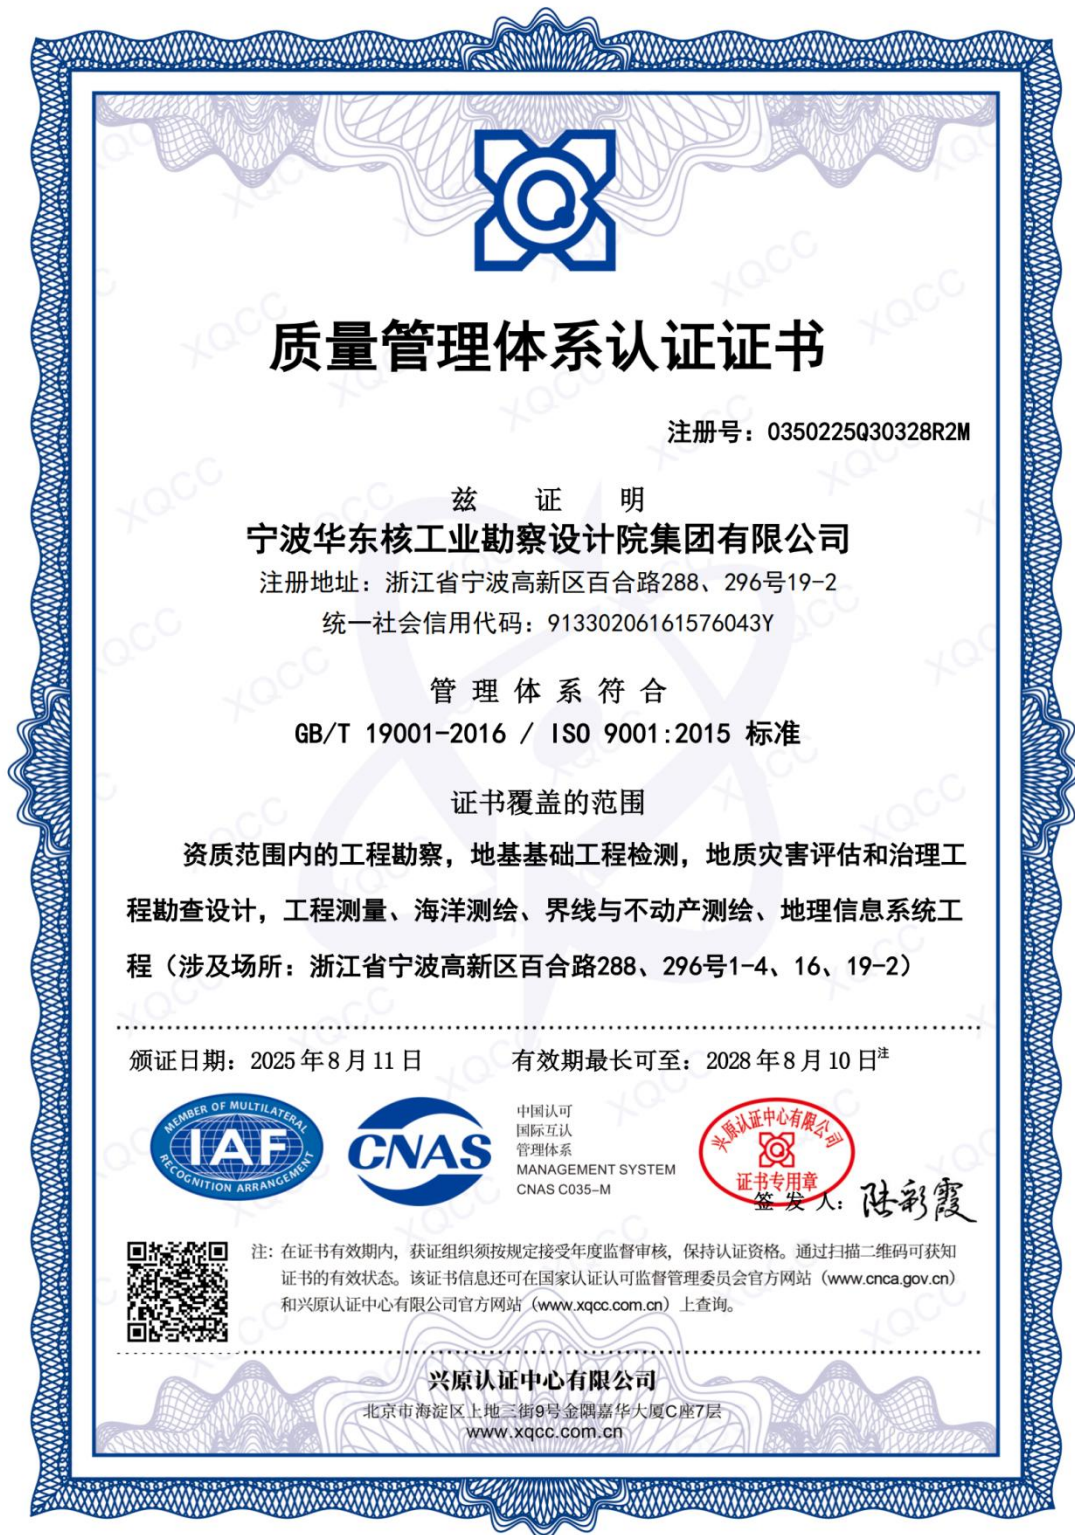 质量管理体系认证证书
注册号：0350225Q30328R2M
兹 证 明
宁波华东核工业勘察设计院集团有限公司
注册地址：浙江省宁波高新区百合路288、296号19-2
统一社会信用代码：91330206161576043Y
管理体系符合
GB/T 19001-2016 / ISO 9001:2015 标准
证书覆盖的范围
资质范围内的工程勘察，地基基础工程检测，地质灾害评估和治理工
程勘查设计，工程测量、海洋测绘、界线与不动产测绘、地理信息系统工
程（涉及场所：浙江省宁波高新区百合路288、296号1-4、16、19-2）
颁证日期：2025年8月11日 有效期最长可至：2028年8月10日注
MEMBER OF MULTILATERAL
IAF
RECOGNITION ARRANGEMENT
CNAS
中国认可
国际互认
管理体系
MANAGEMENT SYSTEM
CNAS C035-M
兴原认证中心有限公司
证书专用章
签发人：陆彩霞
注：在证书有效期内，获证组织须按规定接受年度监督审核，保持认证资格。通过扫描二维码可获知
证书的有效状态。该证书信息还可在国家认证认可监督管理委员会官方网站（www.cnca.gov.cn）
和兴原认证中心有限公司官方网站（www.xqcc.com.cn）上查询。
兴原认证中心有限公司
北京市海淀区上地三街9号金隅嘉华大厦C座7层
www.xqcc.com.cn
XQCC